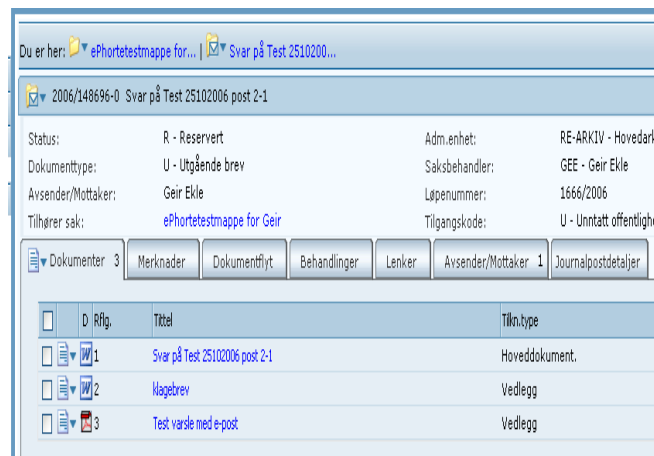 Du er her: ePhortetestmappe for... | Svar på Test 2510200...
2006/148696-0 Svar på Test 25102006 post 2-1
Status: R - Reservert Adm.enhet: RE-ARKIV - Hovedark
Dokumenttype: U - Utgående brev Saksbehandler: GEE - Geir Ekle
Avsender/Mottaker: Geir Ekle Løpenummer: 1666/2006
Tilhører sak: ePhortetestmappe for Geir Tilgangskode: U - Unntatt offentlighe
Dokumenter 3 Merknader Dokumentflyt Behandlinger Lenker Avsender/Mottaker 1 Journalpostdetaljer
D Rflg. Tittel Tilkn.type
1 Svar på Test 25102006 post 2-1 Hoveddokument.
2 klagebrev Vedlegg
3 Test varsle med e-post Vedlegg